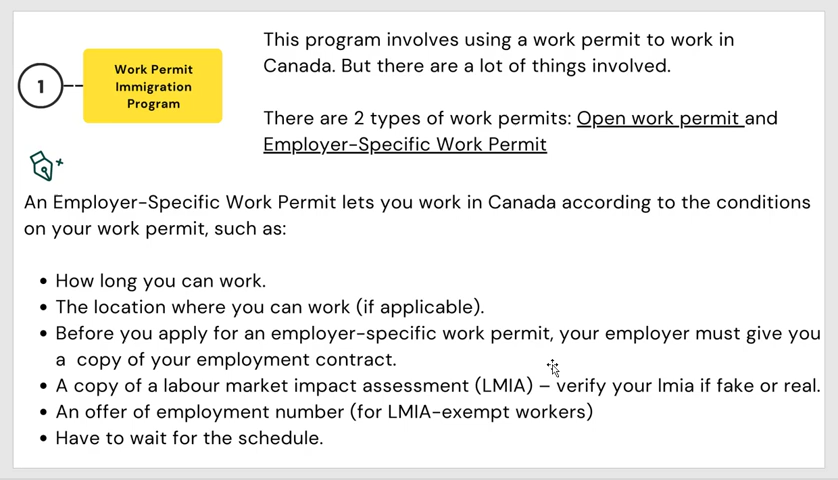 1
Work Permit
Immigration
Program
This program involves using a work permit to work in
Canada. But there are a lot of things involved.
There are 2 types of work permits: Open work permit and
Employer-Specific Work Permit
An Employer-Specific Work Permit lets you work in Canada according to the conditions
on your work permit, such as:
• How long you can work.
• The location where you can work (if applicable).
• Before you apply for an employer-specific work permit, your employer must give you
a copy of your employment contract.
• A copy of a labour market impact assessment (LMIA) – verify your lmia if fake or real.
• An offer of employment number (for LMIA-exempt workers)
• Have to wait for the schedule.